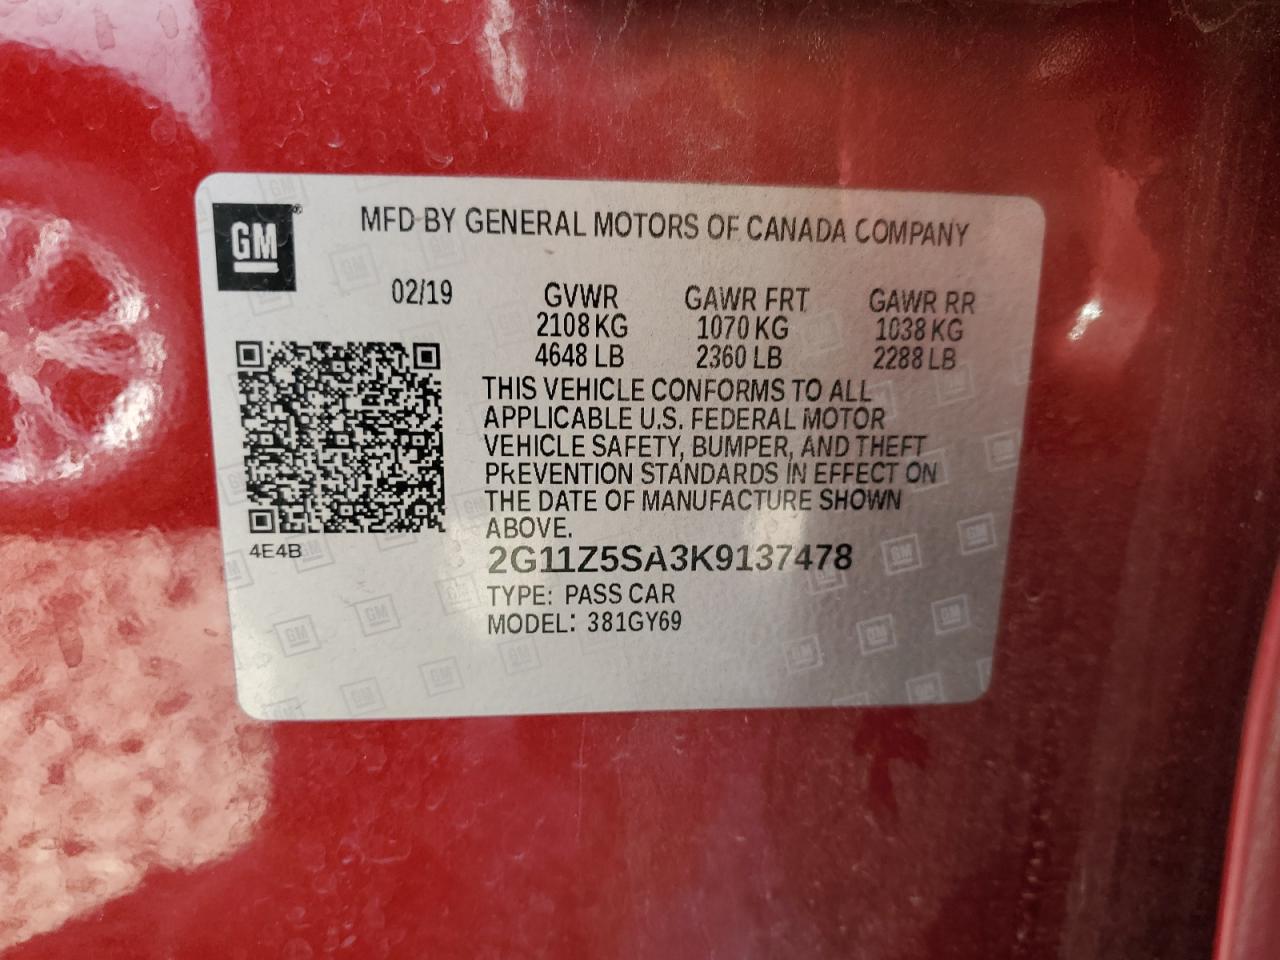 GM
MFD BY GENERAL MOTORS OF CANADA COMPANY
02/19 GVWR GAWR FRT GAWR RR
2108 KG 1070 KG 1038 KG
4648 LB 2360 LB 2288 LB
THIS VEHICLE CONFORMS TO ALL
APPLICABLE U.S. FEDERAL MOTOR
VEHICLE SAFETY, BUMPER, AND THEFT
PREVENTION STANDARDS IN EFFECT ON
THE DATE OF MANUFACTURE SHOWN
ABOVE.
4E4B
2G11Z5SA3K9137478
TYPE: PASS CAR
MODEL: 381GY69